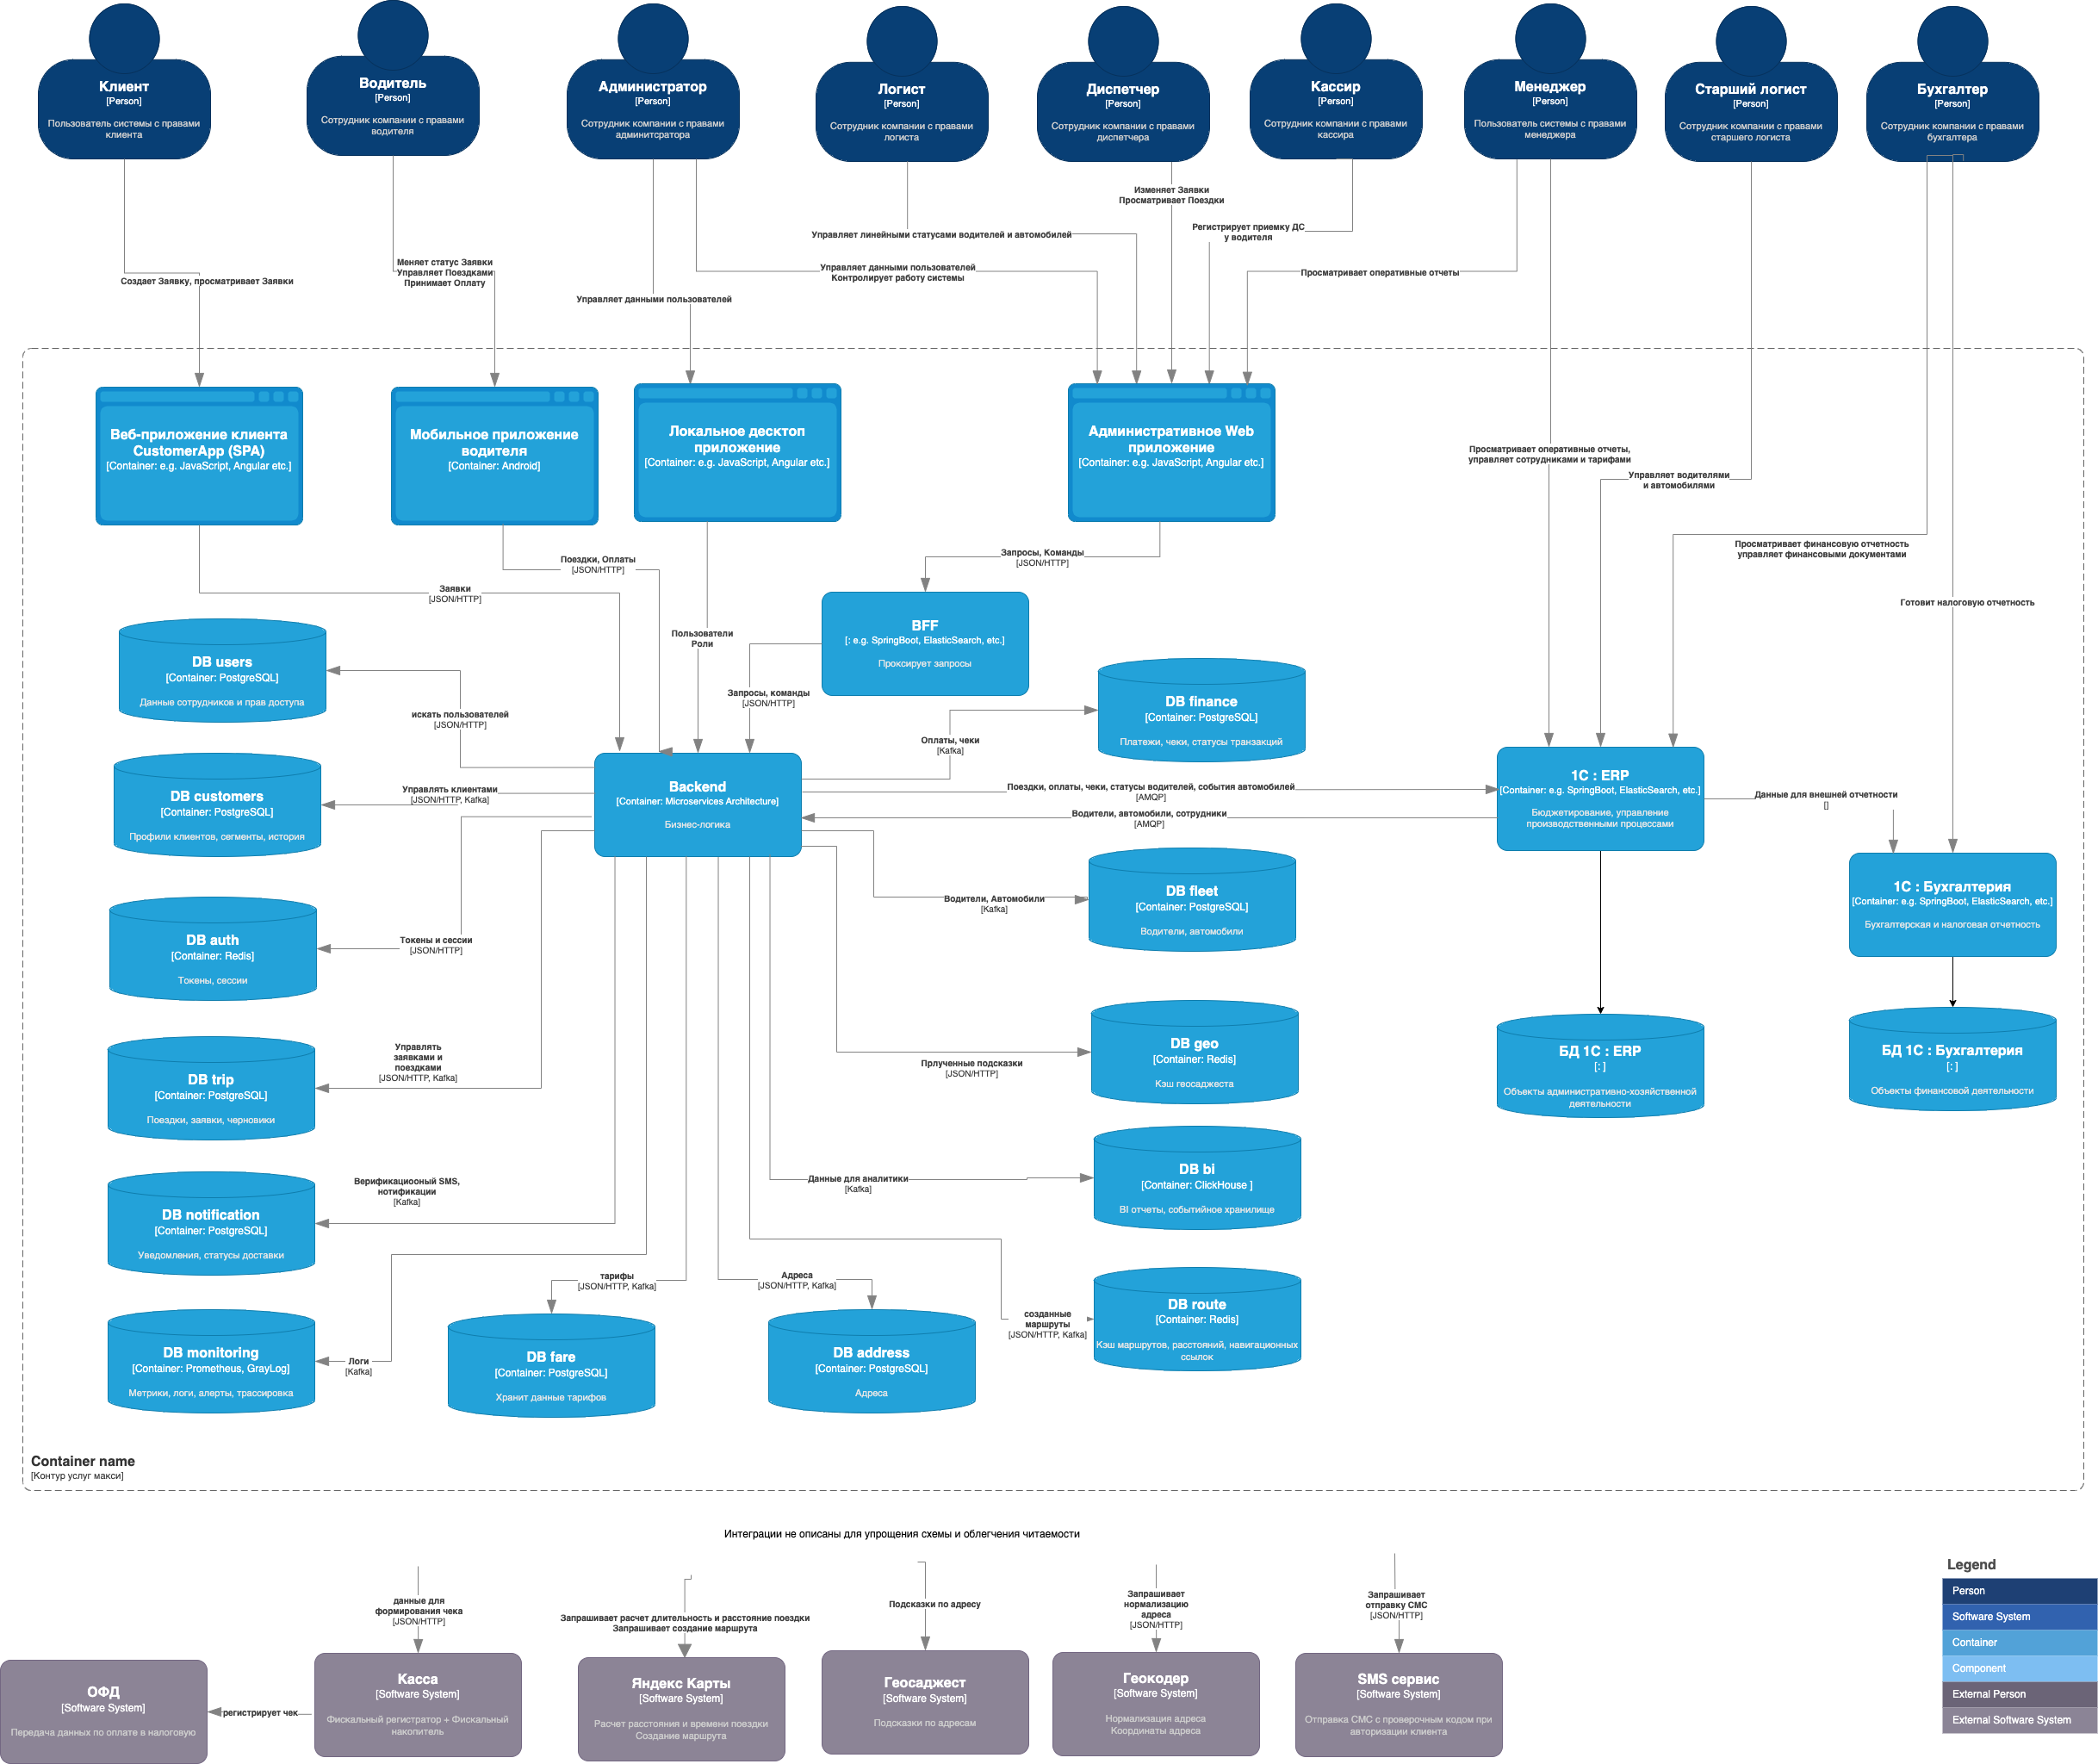 Клиент
[Person]
Пользователь системы с правами
клиента
Водитель
[Person]
Сотрудник компании с правами
водителя
Администратор
[Person]
Сотрудник компании с правами
админитсратора
Логист
[Person]
Сотрудник компании с правами
логиста
Диспетчер
[Person]
Сотрудник компании с правами
диспетчера
Кассир
[Person]
Сотрудник компании с правами
кассира
Менеджер
[Person]
Пользователь системы с правами
менеджера
Старший логист
[Person]
Сотрудник компании с правами
старшего логиста
Бухгалтер
[Person]
Сотрудник компании с правами
бухгалтера
Изменяет Заявки
Просматривает Поездки
Управляет линейными статусами водителей и автомобилей
Регистрирует приемку ДС
у водителя
Меняет статус Заявки
Управляет Поездками
Принимает Оплату
Создает Заявку, просматривает Заявки
Управляет данными пользователей
Контролирует работу системы
Управляет данными пользователей
Просматривает оперативные отчеты
Веб-приложение клиента
CustomerApp (SPA)
[Container: e.g. JavaScript, Angular etc.]
Мобильное приложение
водителя
[Container: Android]
Локальное десктоп
приложение
[Container: e.g. JavaScript, Angular etc.]
Административное Web
приложение
[Container: e.g. JavaScript, Angular etc.]
Просматривает оперативные отчеты,
управляет сотрудниками и тарифами
Управляет водителями
и автомобилями
Просматривает финансовую отчетность
управляет финансовыми документами
Готовит налоговую отчетность
Поездки, Оплаты
[JSON/HTTP]
Запросы, Команды
[JSON/HTTP]
Заявки
[JSON/HTTP]
Пользователи
Роли
BFF
[: e.g. SpringBoot, ElasticSearch, etc.]
Проксирует запросы
Запросы, команды
[JSON/HTTP]
DB users
[Container: PostgreSQL]
Данные сотрудников и прав доступа
искать пользователей
[JSON/HTTP]
DB finance
[Container: PostgreSQL]
Платежи, чеки, статусы транзакций
Оплаты, чеки
[Kafka]
DB customers
[Container: PostgreSQL]
Профили клиентов, сегменты, история
Управлять клиентами
[JSON/HTTP, Kafka]
Backend
[Container: Microservices Architecture]
Бизнес-логика
Поездки, оплаты, чеки, статусы водителей, события автомобилей
[AMQP]
Водители, автомобили, сотрудники
[AMQP]
1С : ERP
[Container: e.g. SpringBoot, ElasticSearch, etc.]
Бюджетирование, управление
производственными процессами
Данные для внешней отчетности
[]
1С : Бухгалтерия
[Container: e.g. SpringBoot, ElasticSearch, etc.]
Бухгалтерская и налоговая отчетность
DB auth
[Container: Redis]
Токены, сессии
Токены и сессии
[JSON/HTTP]
DB fleet
[Container: PostgreSQL]
Водители, автомобили
Водители, Автомобили
[Kafka]
DB trip
[Container: PostgreSQL]
Поездки, заявки, черновики
Управлять
заявками и
поездками
[JSON/HTTP, Kafka]
DB geo
[Container: Redis]
Кэш геосаджеста
Прлученные подсказки
[JSON/HTTP]
БД 1С : ERP
[: ]
Объекты административно-хозяйственной
деятельности
БД 1С : Бухгалтерия
[: ]
Объекты финансовой деятельности
DB notification
[Container: PostgreSQL]
Уведомления, статусы доставки
Верификациооный SMS,
нотификации
[Kafka]
Данные для аналитики
[Kafka]
DB bi
[Container: ClickHouse ]
BI отчеты, событийное хранилище
DB monitoring
[Container: Prometheus, GrayLog]
Метрики, логи, алерты, трассировка
Логи
[Kafka]
тарифы
[JSON/HTTP, Kafka]
DB fare
[Container: PostgreSQL]
Хранит данные тарифов
Адреса
[JSON/HTTP, Kafka]
DB address
[Container: PostgreSQL]
Адреса
созданные
маршруты
[JSON/HTTP, Kafka]
DB route
[Container: Redis]
Кэш маршрутов, расстояний, навигационных
ссылок
Container name
[Контур услуг макси]
Интеграции не описаны для упрощения схемы и облегчения читаемости
данные для
формирования чека
[JSON/HTTP]
Запрашивает расчет длительность и расстояние поездки
Запрашивает создание маршрута
Подсказки по адресу
Запрашивает
нормализацию
адреса
[JSON/HTTP]
Запрашивает
отправку СМС
[JSON/HTTP]
ОФД
[Software System]
Передача данных по оплате в налоговую
регистрирует чек
Касса
[Software System]
Фискальный регистратор + Фискальный
накопитель
Яндекс Карты
[Software System]
Расчет расстояния и времени поездки
Создание маршрута
Геосаджест
[Software System]
Подсказки по адресам
Геокодер
[Software System]
Нормализация адреса
Координаты адреса
SMS сервис
[Software System]
Отправка СМС с проверочным кодом при
авторизации клиента
Legend
Person
Software System
Container
Component
External Person
External Software System